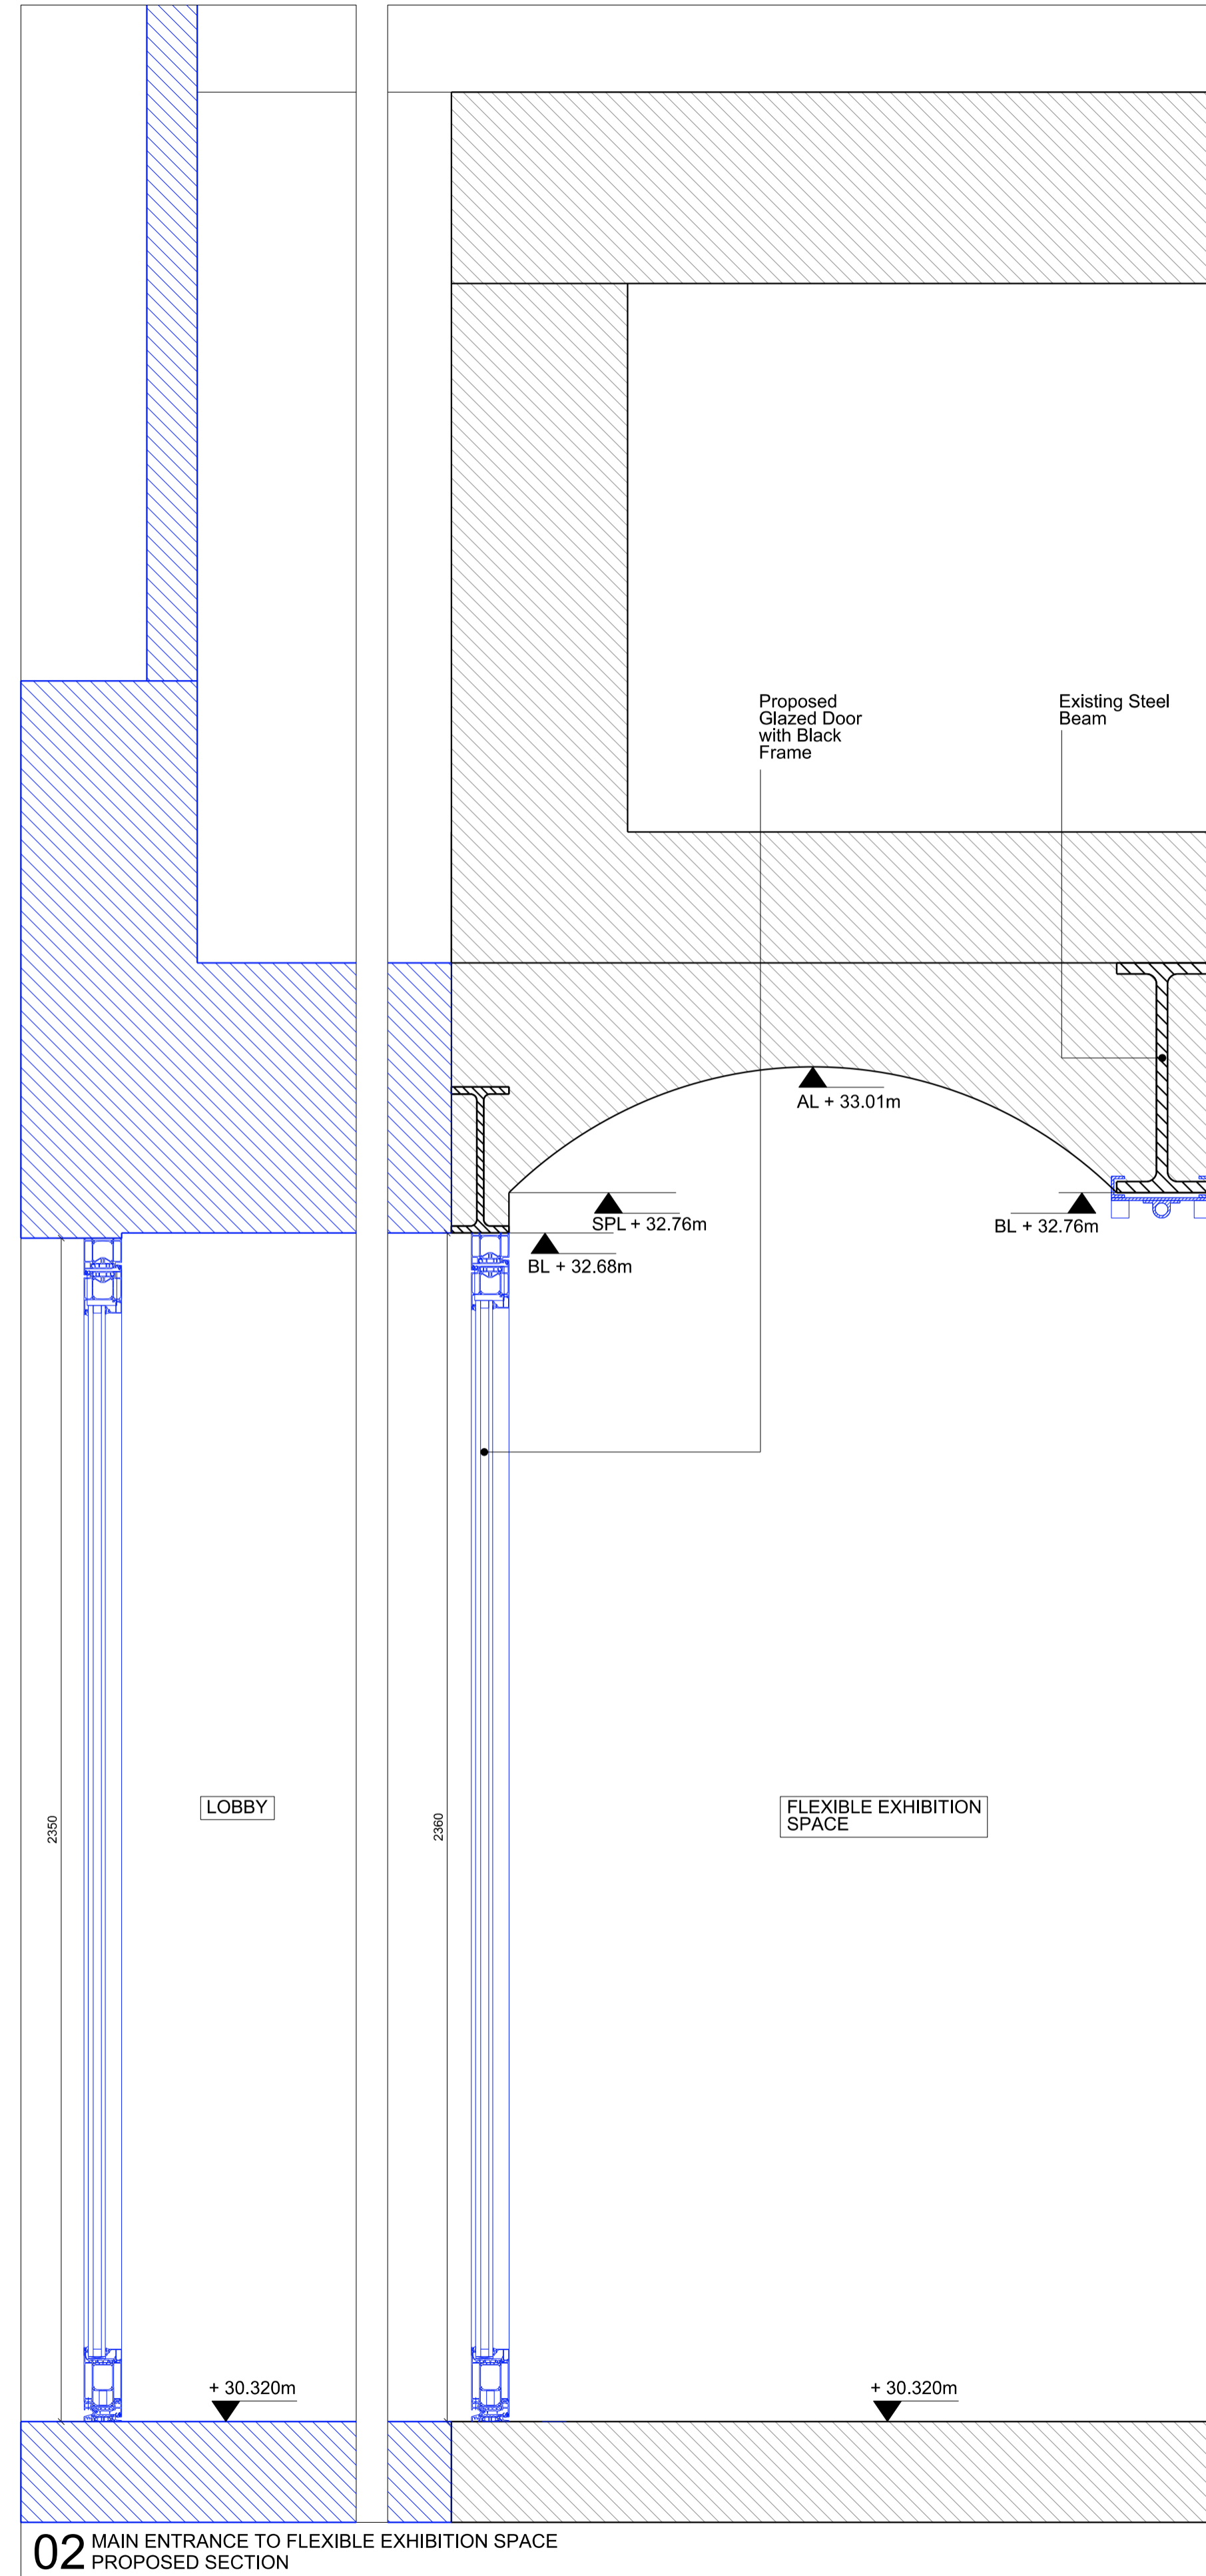 Proposed
Glazed Door
with Black
Frame
Existing Steel
Beam
AL + 33.01m
SPL + 32.76m
BL + 32.76m
BL + 32.68m
LOBBY
FLEXIBLE EXHIBITION
SPACE
2350
2360
+ 30.320m
+ 30.320m
02 MAIN ENTRANCE TO FLEXIBLE EXHIBITION SPACE
PROPOSED SECTION